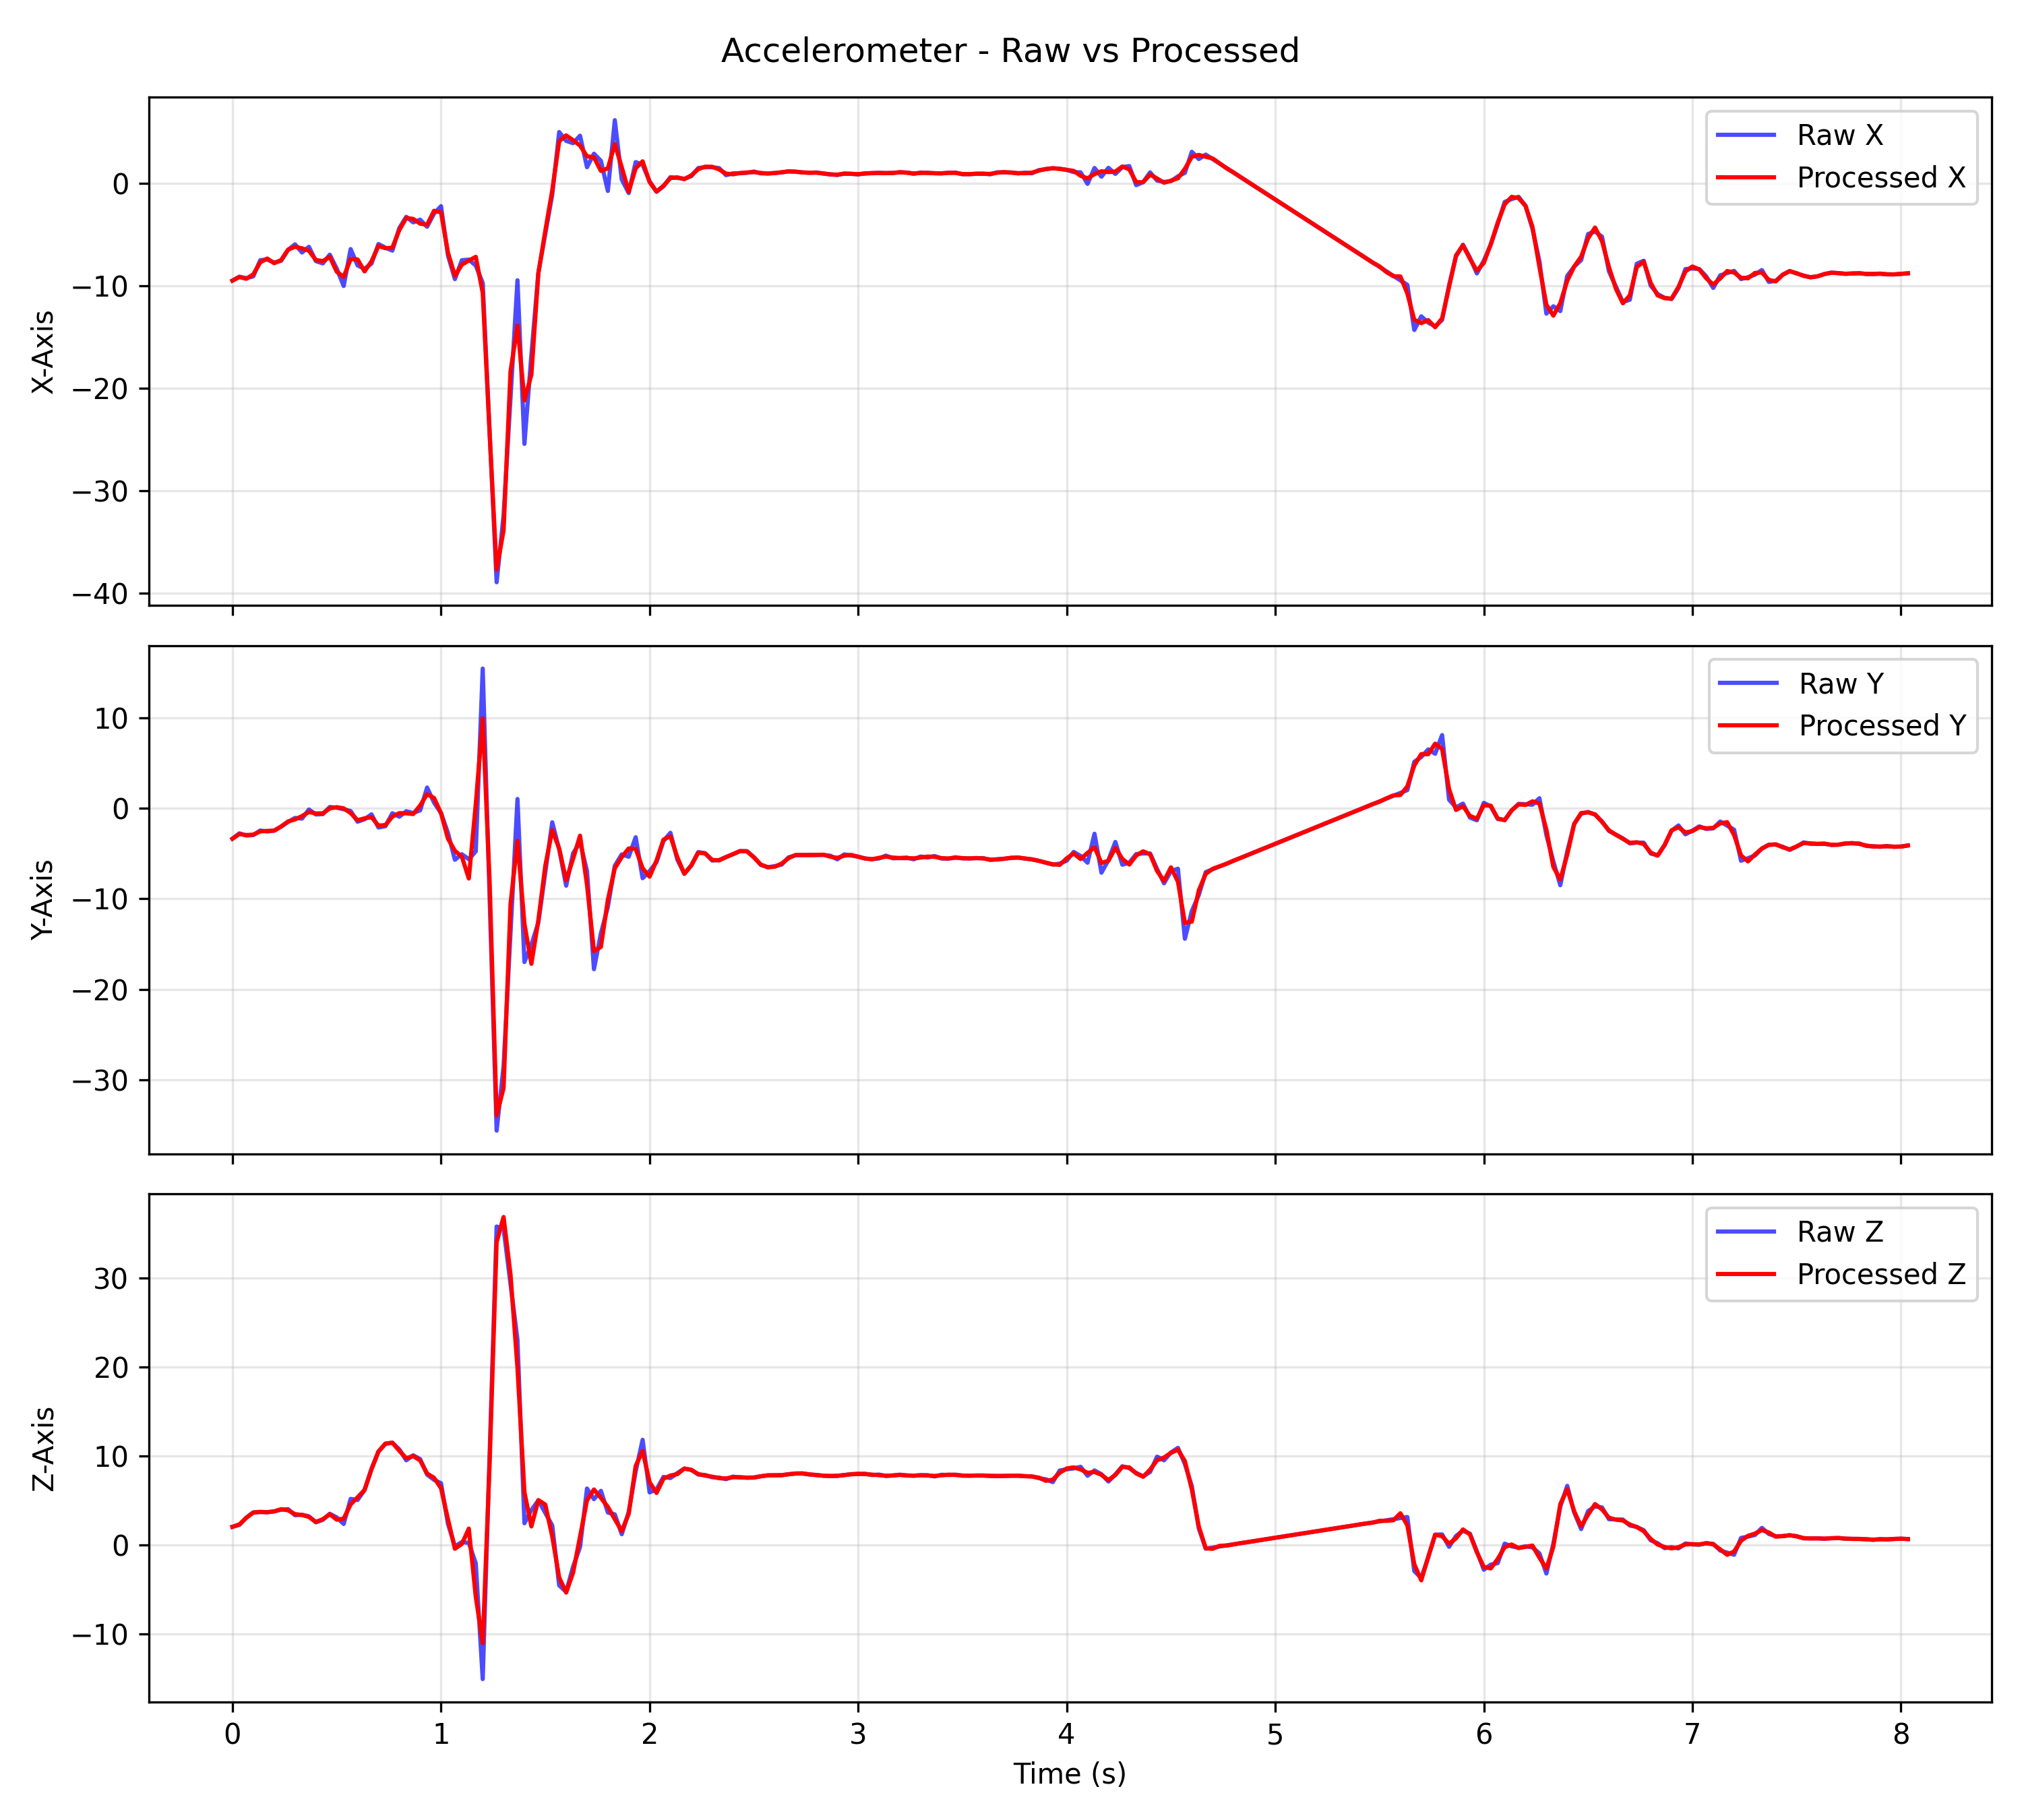 Accelerometer - Raw vs Processed
Raw X
Processed X
0
−10
−20
−30
−40
X-Axis
Raw Y
Processed Y
10
0
−10
−20
−30
Y-Axis
Raw Z
Processed Z
30
20
10
0
−10
Z-Axis
0 1 2 3 4 5 6 7 8
Time (s)